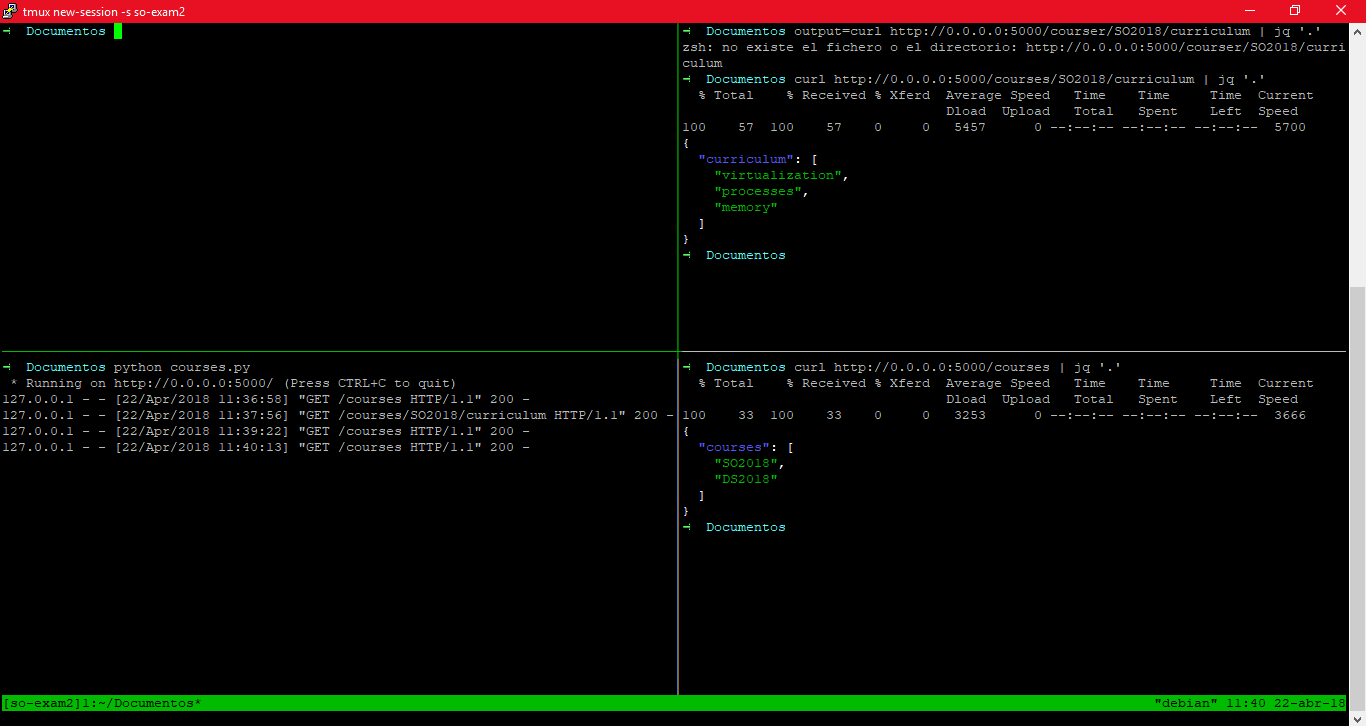 tmux new-session -s so-exam2
Documentos
Documentos output=curl http://0.0.0.0:5000/courser/SO2018/curriculum | jq '.'
zsh: no existe el fichero o el directorio: http://0.0.0.0:5000/courser/SO2018/curri
culum
Documentos curl http://0.0.0.0:5000/courses/SO2018/curriculum | jq '.'
% Total % Received % Xferd Average Speed Time Time Time Current
Dload Upload Total Spent Left Speed
100 57 100 57 0 0 5457 0 --:--:-- --:--:-- --:--:-- 5700
{
"curriculum": [
"virtualization",
"processes",
"memory"
]
}
Documentos
Documentos python courses.py
* Running on http://0.0.0.0:5000/ (Press CTRL+C to quit)
127.0.0.1 - - [22/Apr/2018 11:36:58] "GET /courses HTTP/1.1" 200 -
127.0.0.1 - - [22/Apr/2018 11:37:56] "GET /courses/SO2018/curriculum HTTP/1.1" 200 -
127.0.0.1 - - [22/Apr/2018 11:39:22] "GET /courses HTTP/1.1" 200 -
127.0.0.1 - - [22/Apr/2018 11:40:13] "GET /courses HTTP/1.1" 200 -
Documentos curl http://0.0.0.0:5000/courses | jq '.'
% Total % Received % Xferd Average Speed Time Time Time Current
Dload Upload Total Spent Left Speed
100 33 100 33 0 0 3253 0 --:--:-- --:--:-- --:--:-- 3666
{
"courses": [
"SO2018",
"DS2018"
]
}
Documentos
[so-exam2]1:~/Documentos* "debian" 11:40 22-abr-18